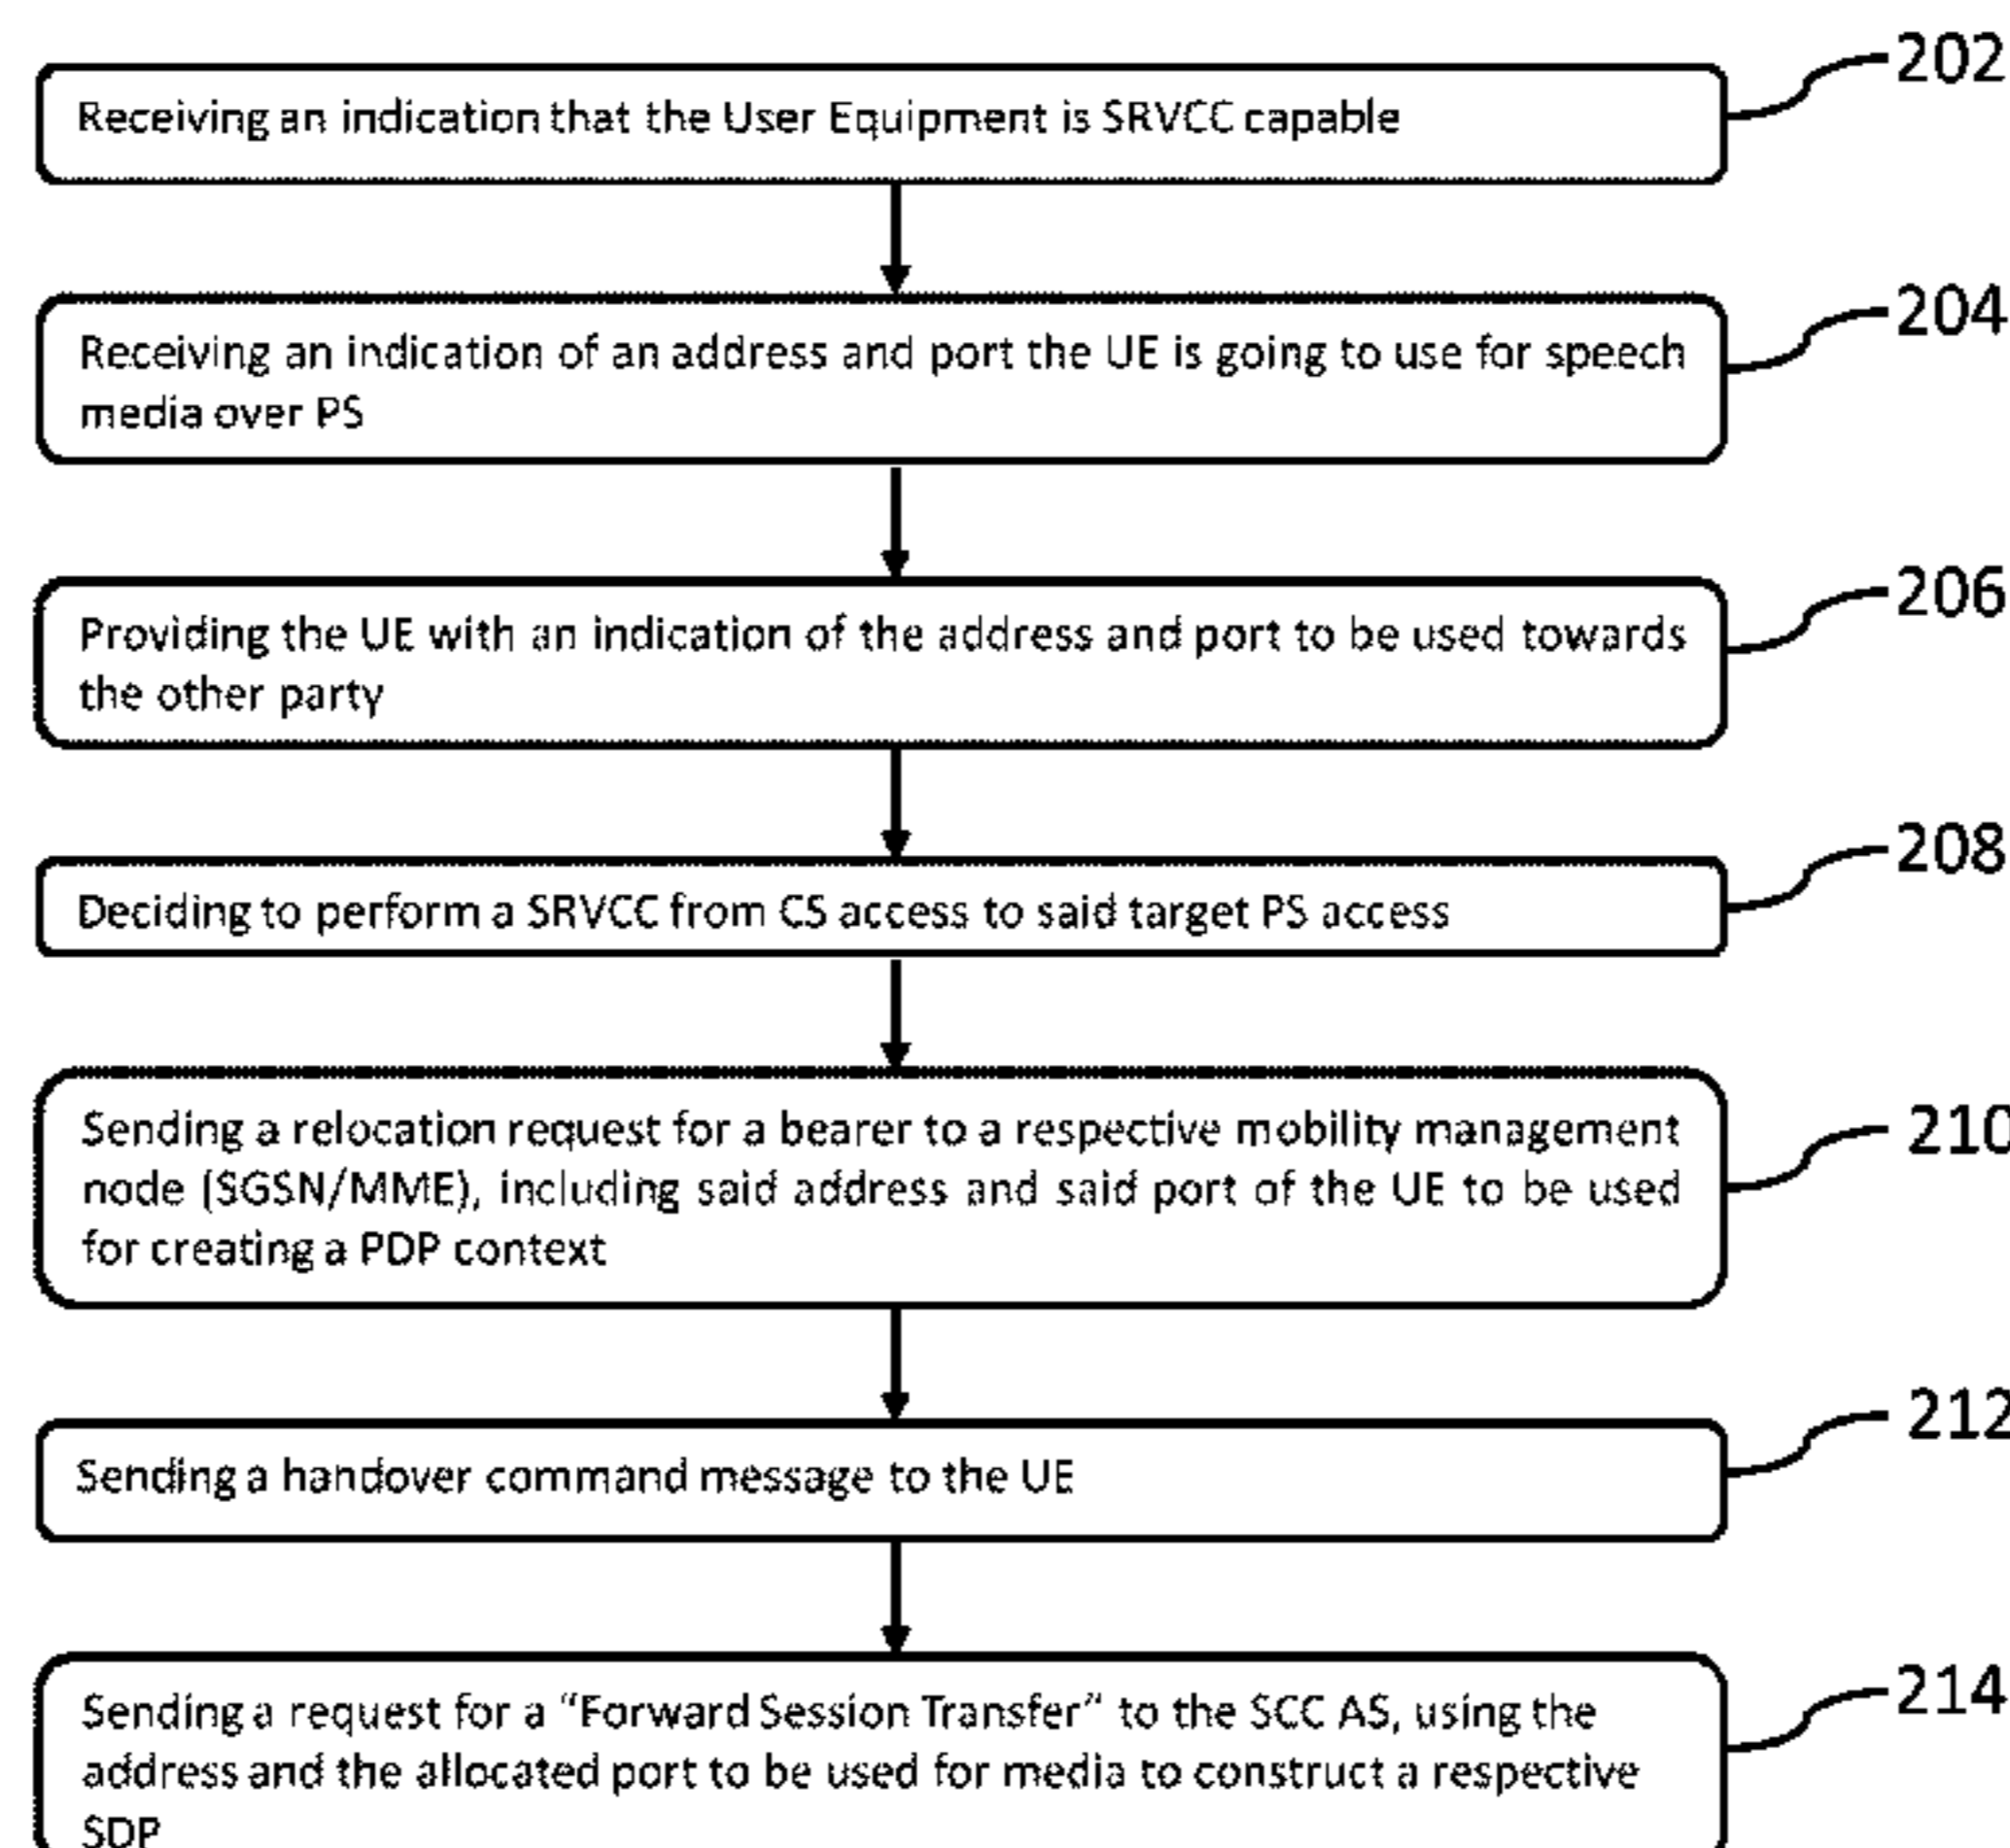 202
Receiving an indication that the User Equipment is SRVCC capable
204
Receiving an indication of an address and port the UE is going to use for speech
media over PS
206
Providing the UE with an indication of the address and port to be used towards
the other party
208
Deciding to perform a SRVCC from CS access to said target PS access
210
Sending a relocation request for a bearer to a respective mobility management
node (SGSN/MME), including said address and said port of the UE to be used
for creating a PDP context
212
Sending a handover command message to the UE
214
Sending a request for a “Forward Session Transfer” to the SCC AS, using the
address and the allocated port to be used for media to construct a respective
SDP